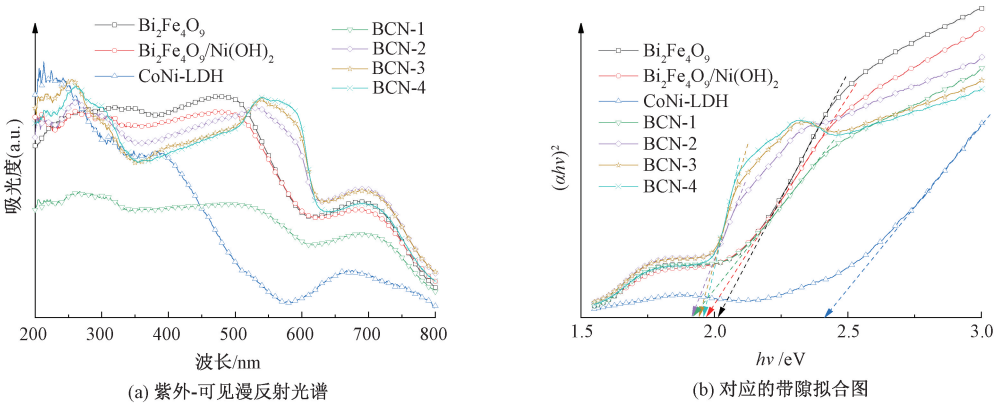 吸光度(a.u.)
Bi₂Fe₄O₉
Bi₂Fe₄O₉/Ni(OH)₂
CoNi-LDH
BCN-1
BCN-2
BCN-3
BCN-4
200 300 400 500 600 700 800
波长/nm
(a) 紫外-可见漫反射光谱
(αhν)²
Bi₂Fe₄O₉
Bi₂Fe₄O₉/Ni(OH)₂
CoNi-LDH
BCN-1
BCN-2
BCN-3
BCN-4
1.5 2.0 2.5 3.0
hν/eV
(b) 对应的带隙拟合图